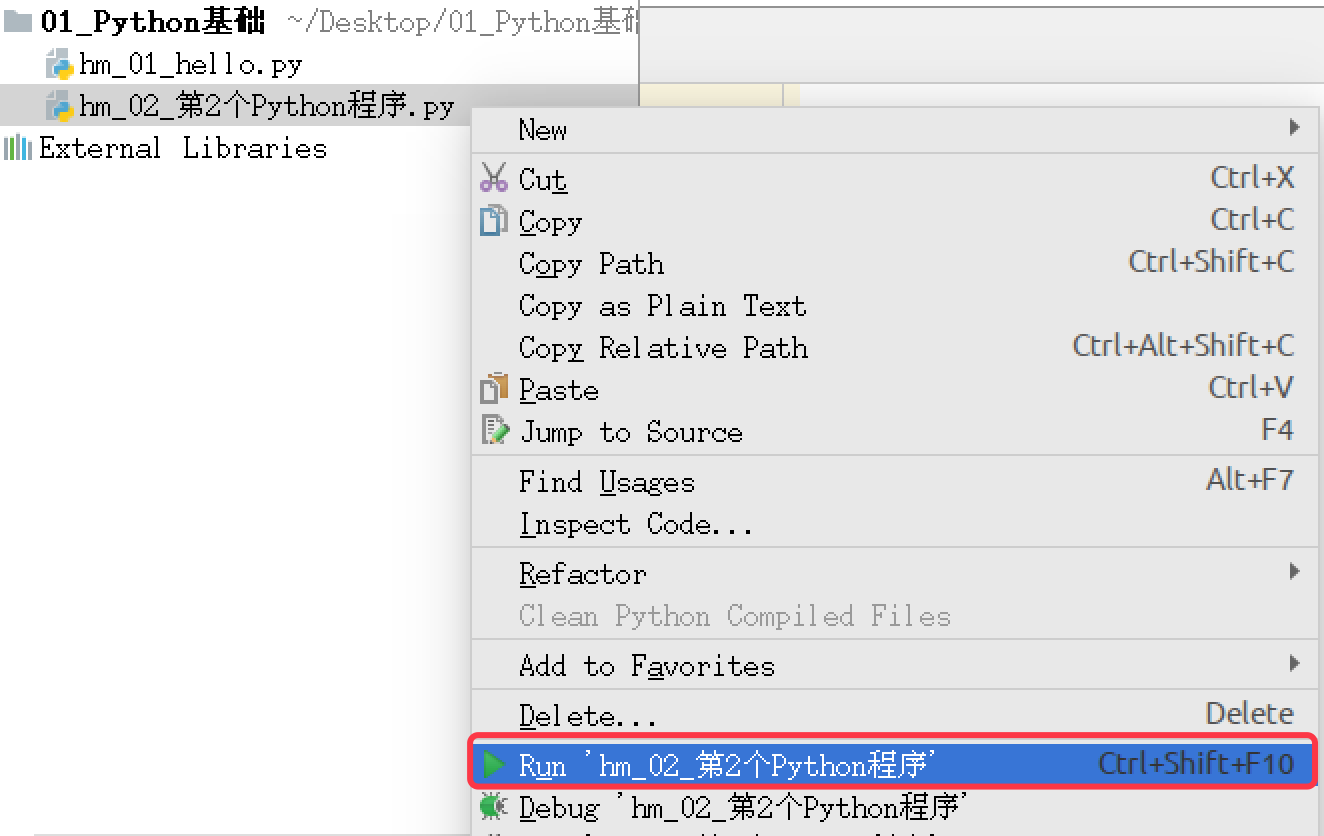 01_Python基础 ~/Desktop/01_Python基础
hm_01_hello.py
hm_02_第2个Python程序.py
External Libraries
New
Cut Ctrl+X
Copy Ctrl+C
Copy Path Ctrl+Shift+C
Copy as Plain Text
Copy Relative Path Ctrl+Alt+Shift+C
Paste Ctrl+V
Jump to Source F4
Find Usages Alt+F7
Inspect Code...
Refactor
Clean Python Compiled Files
Add to Favorites
Delete... Delete
Run 'hm_02_第2个Python程序' Ctrl+Shift+F10
Debug 'hm_02_第2个Python程序'